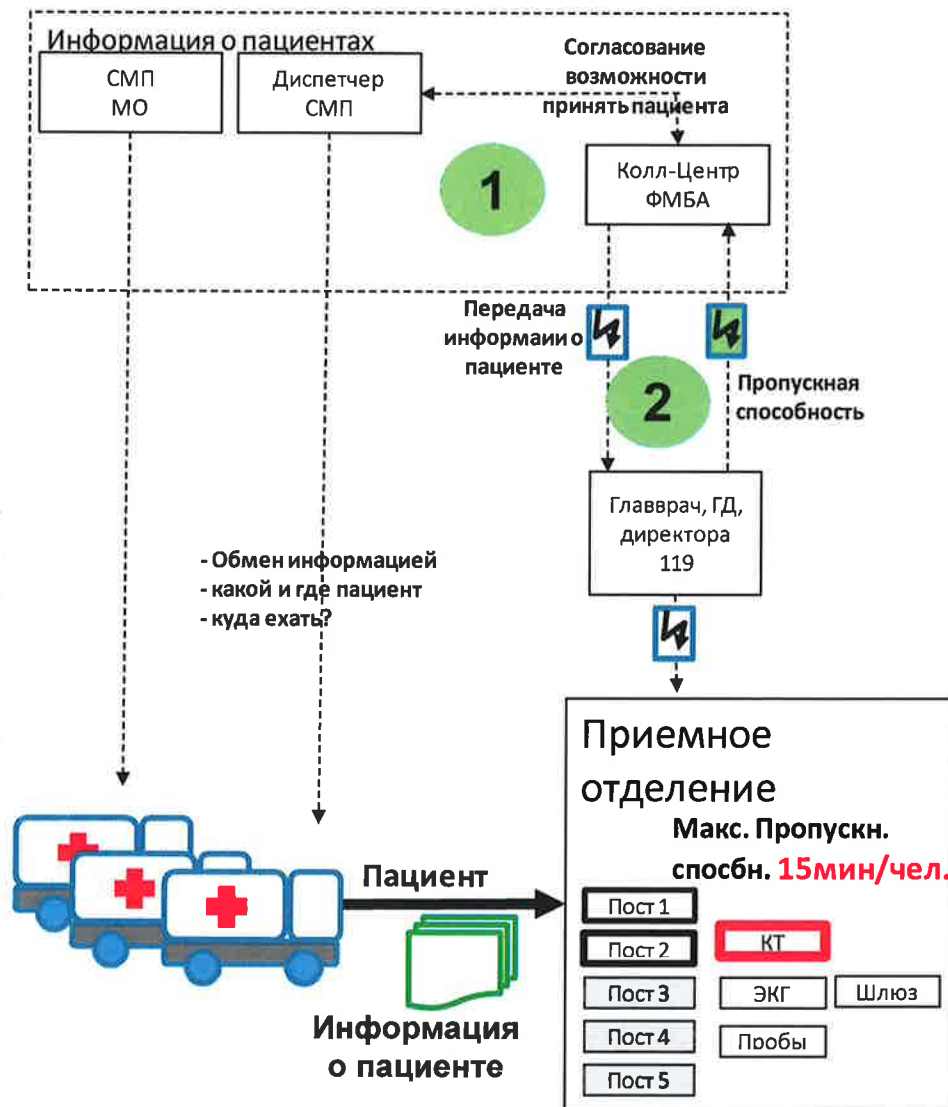 Информация о пациентах
СМП
МО
Диспетчер
СМП
Согласование
возможности
принять пациента
1
Колл-Центр
ФМБА
Передача
информаии о
пациенте
2
Пропускная
способность
Главврач, ГД,
директора
119
- Обмен информацией
- какой и где пациент
- куда ехать?
Приемное
отделение
Макс. Пропускн.
спосбн. 15мин/чел.
Пациент
Информация
о пациенте
Пост 1
Пост 2
КТ
Пост 3
ЭКГ
Шлюз
Пост 4
Пробы
Пост 5